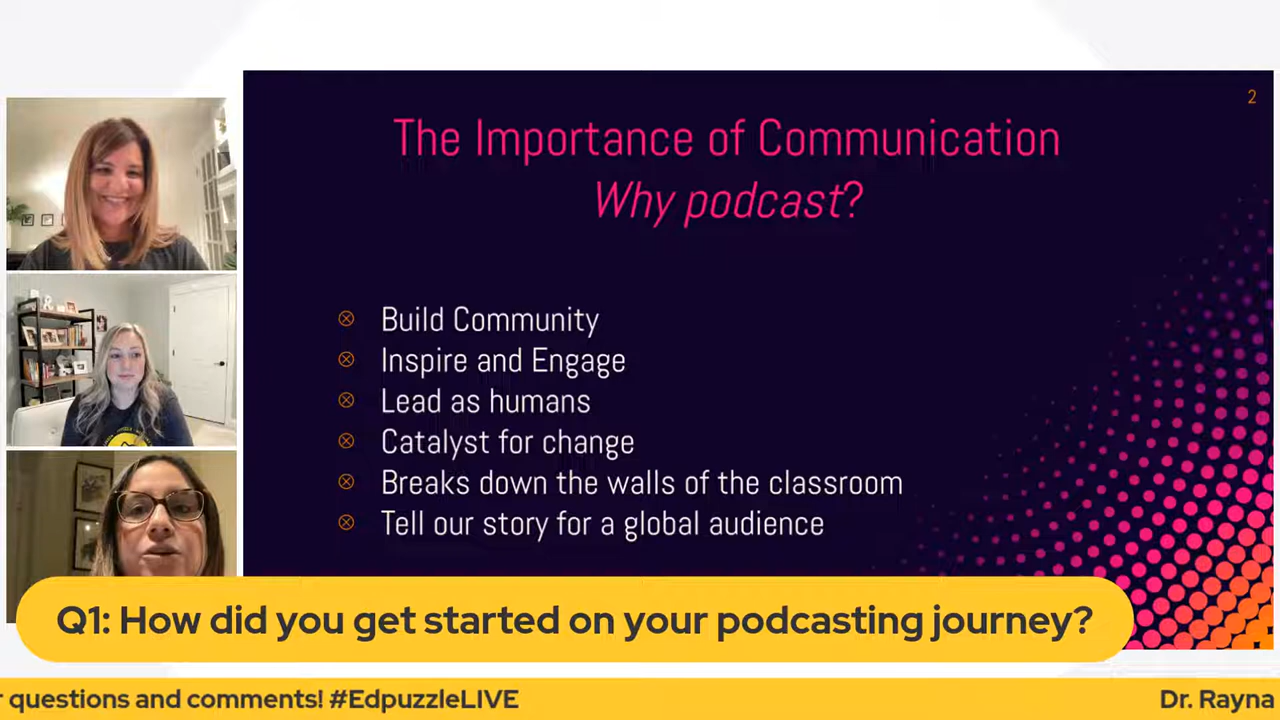 2
The Importance of Communication
Why podcast?
Build Community
Inspire and Engage
Lead as humans
Catalyst for change
Breaks down the walls of the classroom
Tell our story for a global audience
Q1: How did you get started on your podcasting journey?
questions and comments! #EdpuzzleLIVE
Dr. Rayna